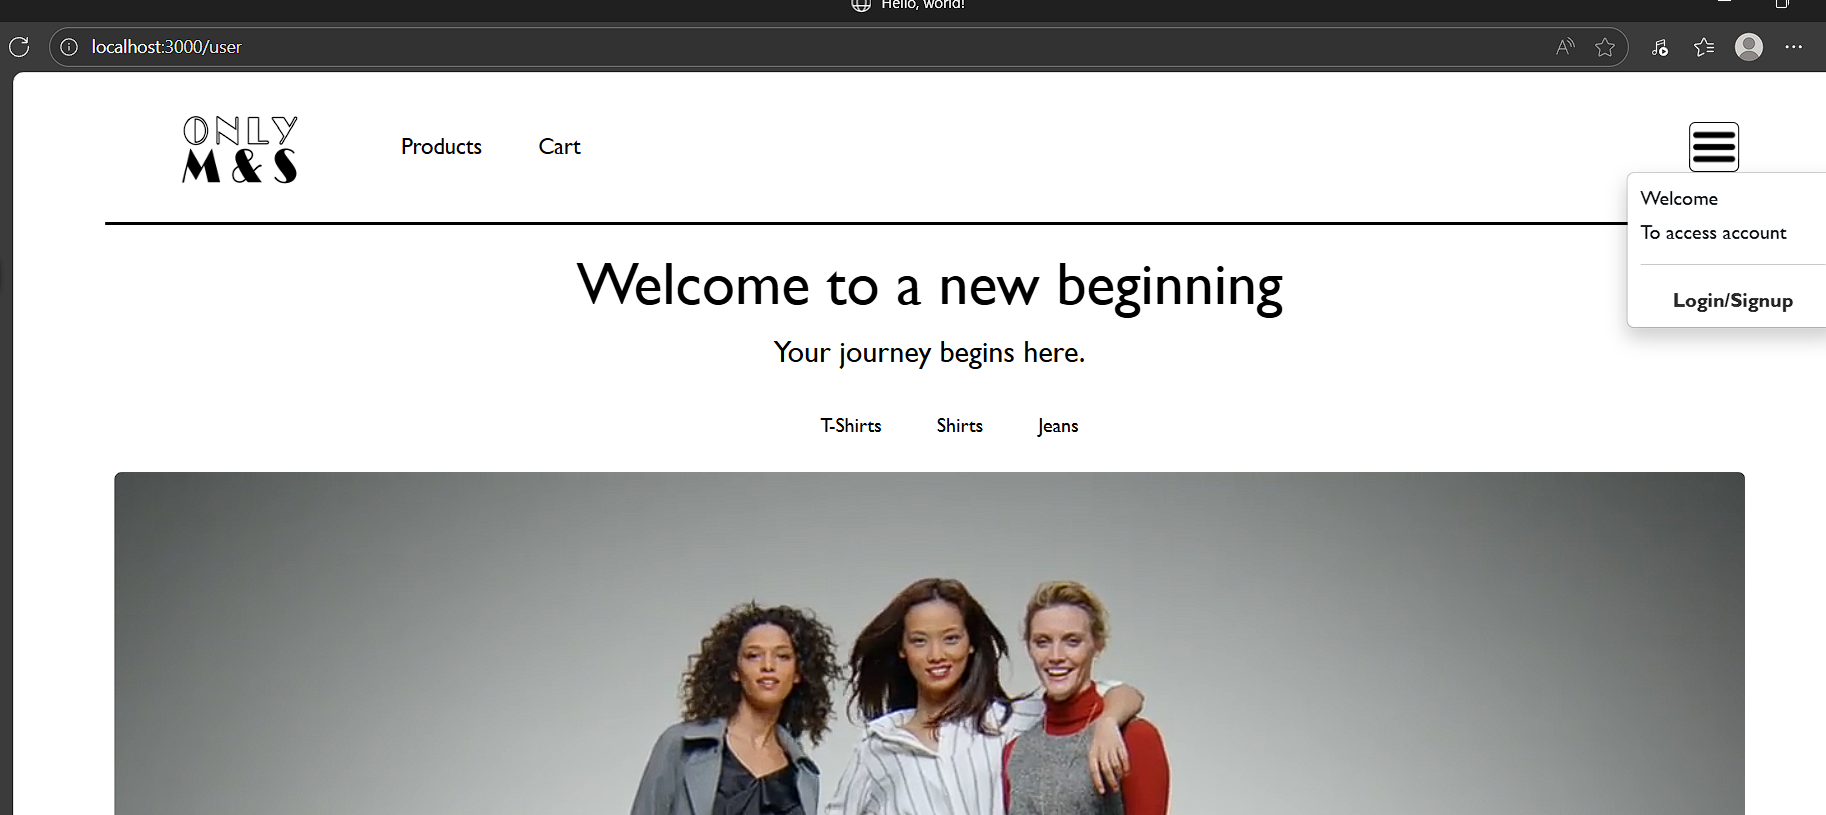 Hello, world!
localhost:3000/user
ONLY
M & S
Products Cart
Welcome
To access account
Login/Signup
Welcome to a new beginning
Your journey begins here.
T-Shirts Shirts Jeans